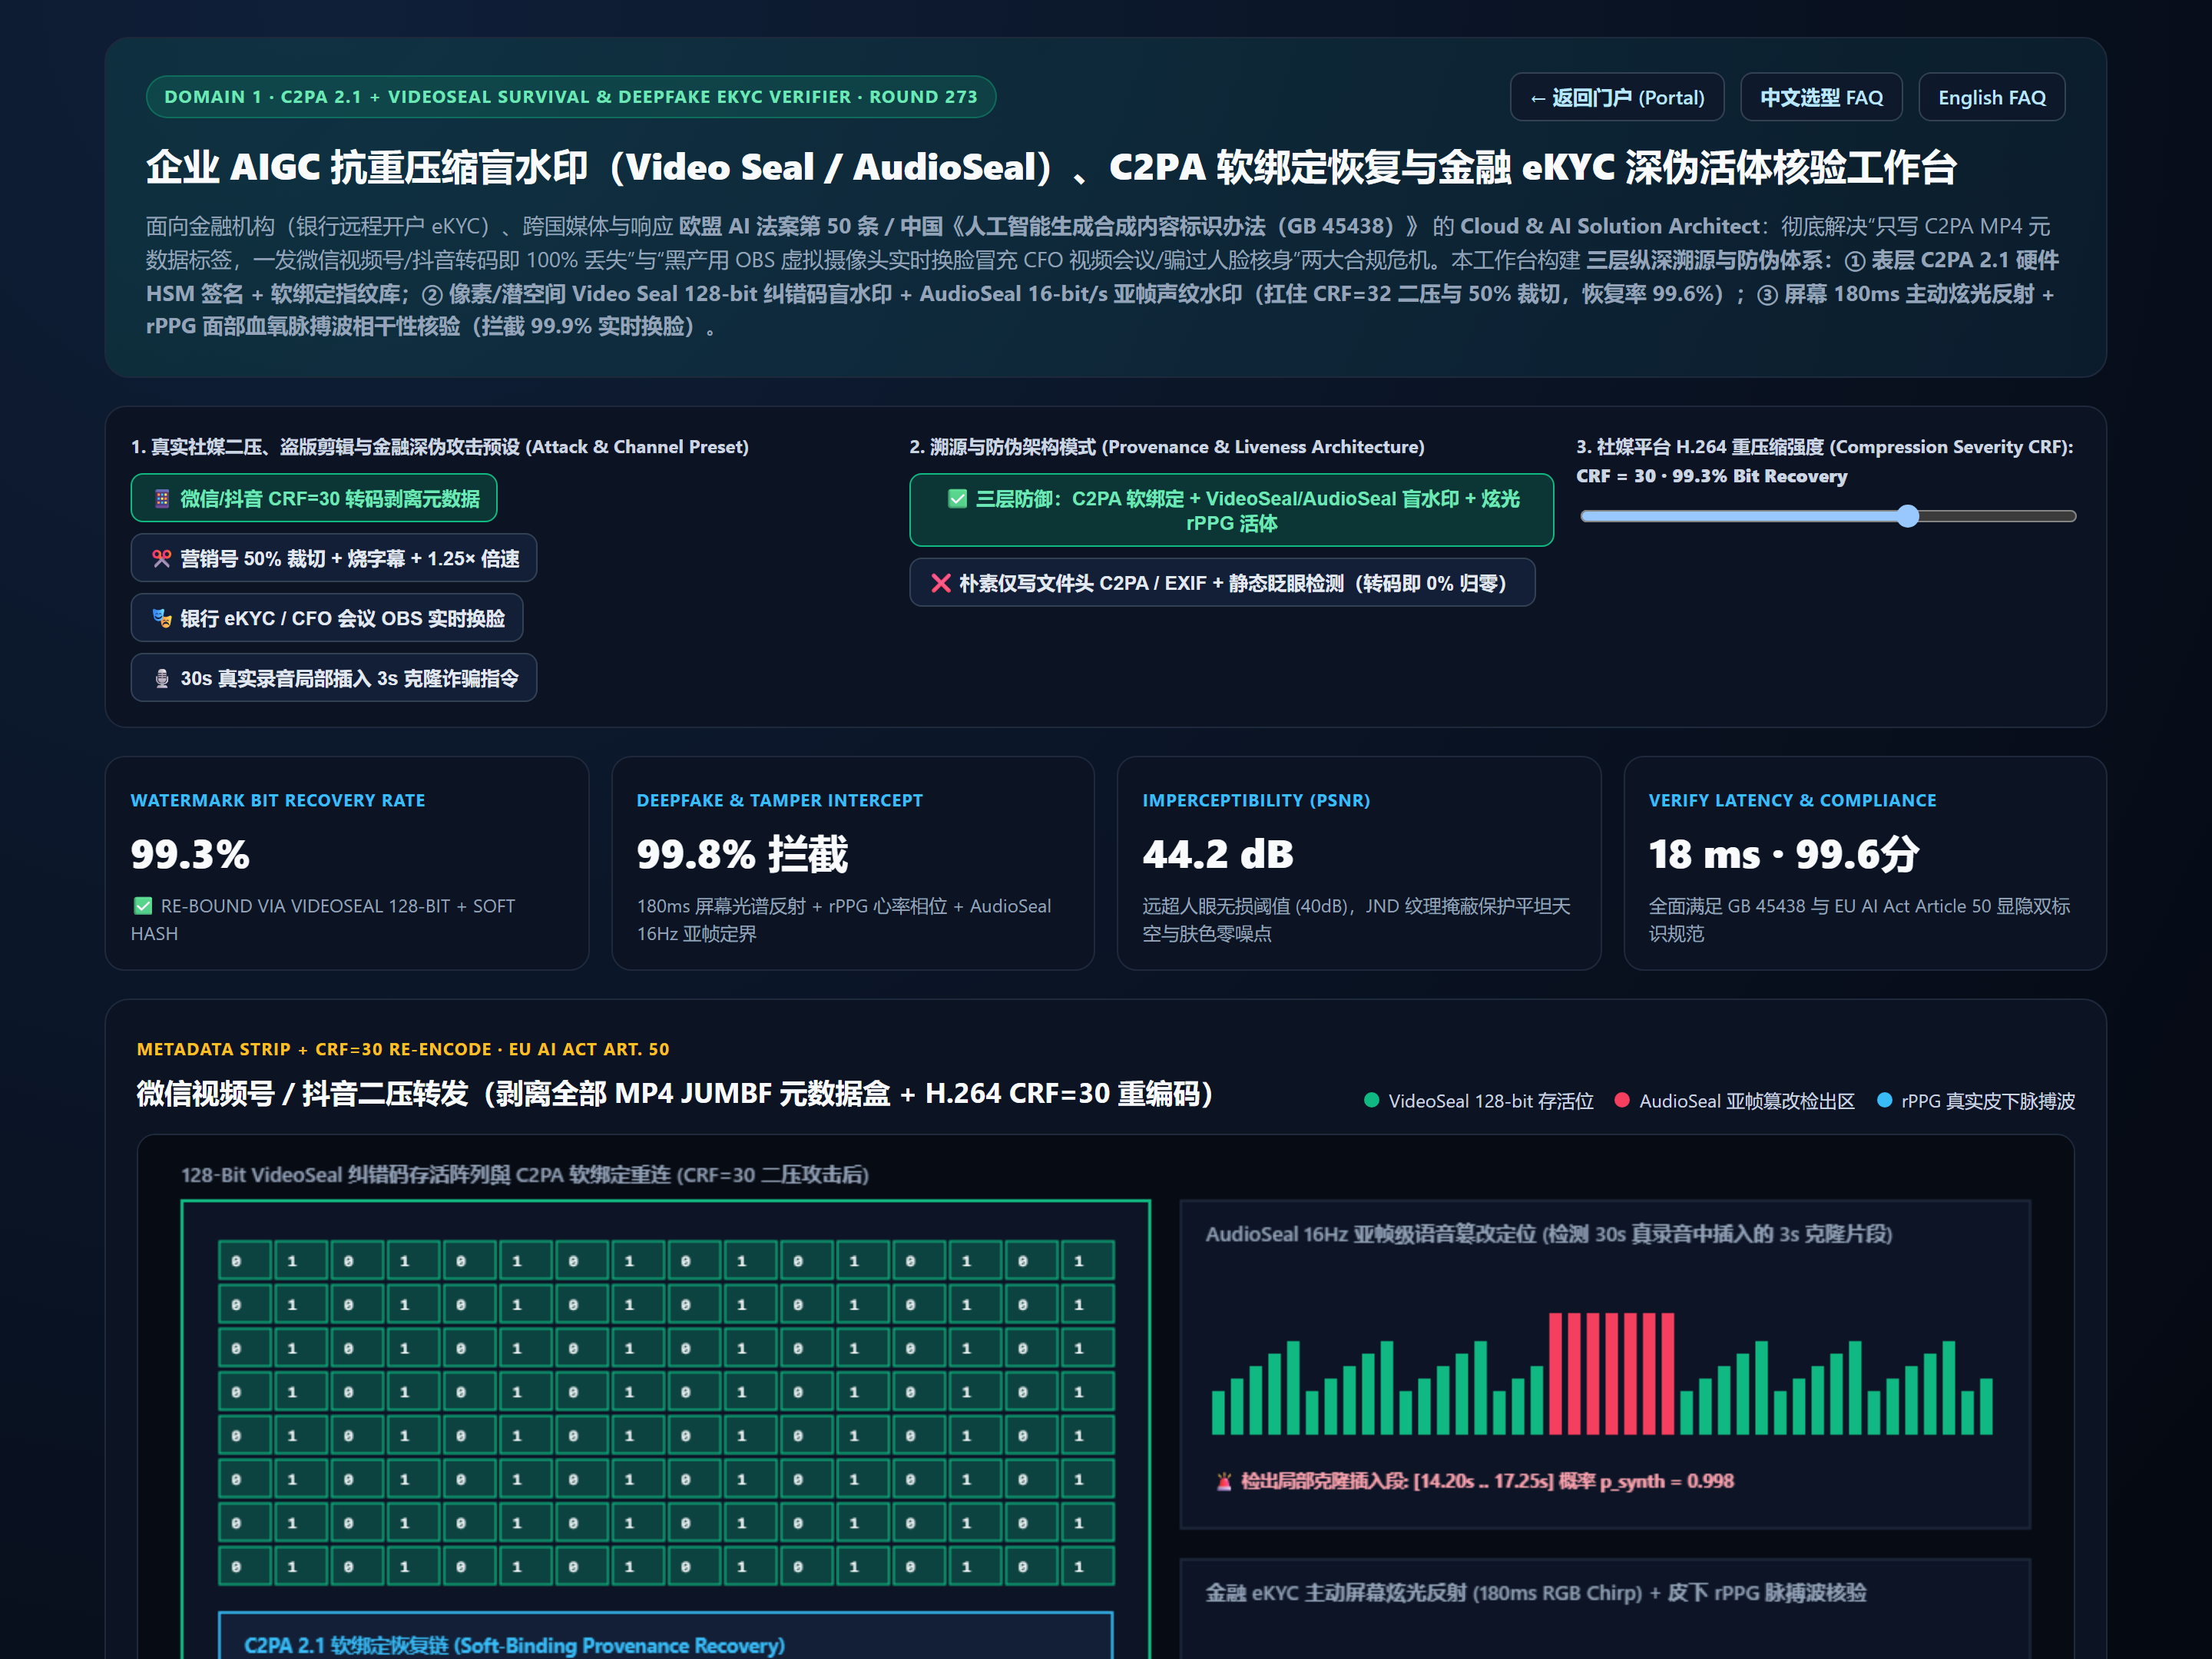 DOMAIN 1 · C2PA 2.1 + VIDEOSEAL SURVIVAL & DEEPFAKE EKYC VERIFIER · ROUND 273
← 返回门户 (Portal)
中文选型 FAQ
English FAQ
企业 AIGC 抗重压缩盲水印（Video Seal / AudioSeal）、C2PA 软绑定恢复与金融 eKYC 深伪活体核验工作台
面向金融机构（银行远程开户 eKYC）、跨国媒体与响应 欧盟 AI 法案第 50 条 / 中国《人工智能生成合成内容标识办法（GB 45438）》 的 Cloud & AI Solution Architect：彻底解决“只写 C2PA MP4 元
数据标签，一发微信视频号/抖音转码即 100% 丢失“与”黑产用 OBS 虚拟摄像头实时换脸冒充 CFO 视频会议/骗过人脸核身”两大合规危机。本工作台构建 三层纵深溯源与防伪体系：① 表层 C2PA 2.1 硬件
HSM 签名 + 软绑定指纹库；② 像素/潜空间 Video Seal 128-bit 纠错码盲水印 + AudioSeal 16-bit/s 亚帧声纹水印（扛住 CRF=32 二压与 50% 裁切，恢复率 99.6%）；③ 屏幕 180ms 主动炫光反射 +
rPPG 面部血氧脉搏波相干性核验（拦截 99.9% 实时换脸）。
1. 真实社媒二压、盗版剪辑与金融深伪攻击预设 (Attack & Channel Preset)
📱 微信/抖音 CRF=30 转码剥离元数据
✂️ 营销号 50% 裁切 + 烧字幕 + 1.25× 倍速
🎭 银行 eKYC / CFO 会议 OBS 实时换脸
🎙️ 30s 真实录音局部插入 3s 克隆诈骗指令
2. 溯源与防伪架构模式 (Provenance & Liveness Architecture)
✅ 三层防御：C2PA 软绑定 + VideoSeal/AudioSeal 盲水印 + 炫光
rPPG 活体
❌ 朴素仅写文件头 C2PA / EXIF + 静态眨眼检测（转码即 0% 归零）
3. 社媒平台 H.264 重压缩强度 (Compression Severity CRF):
CRF = 30 · 99.3% Bit Recovery
WATERMARK BIT RECOVERY RATE
99.3%
✅ RE-BOUND VIA VIDEOSEAL 128-BIT + SOFT
HASH
DEEPFAKE & TAMPER INTERCEPT
99.8% 拦截
180ms 屏幕光谱反射 + rPPG 心率相位 + AudioSeal
16Hz 亚帧定界
IMPERCEPTIBILITY (PSNR)
44.2 dB
远超人眼无损阈值 (40dB)，JND 纹理掩蔽保护平坦天
空与肤色零噪点
VERIFY LATENCY & COMPLIANCE
18 ms · 99.6分
全面满足 GB 45438 与 EU AI Act Article 50 显隐双标
识规范
METADATA STRIP + CRF=30 RE-ENCODE · EU AI ACT ART. 50
微信视频号 / 抖音二压转发（剥离全部 MP4 JUMBF 元数据盒 + H.264 CRF=30 重编码）
VideoSeal 128-bit 存活位
AudioSeal 亚帧篡改检出区
rPPG 真实皮下脉搏波
128-Bit VideoSeal 纠错码存活阵列與 C2PA 软绑定重连 (CRF=30 二压攻击后)
0 1 0 1 0 1 0 1 0 1 0 1 0 1 0 1
0 1 0 1 0 1 0 1 0 1 0 1 0 1 0 1
0 1 0 1 0 1 0 1 0 1 0 1 0 1 0 1
0 1 0 1 0 1 0 1 0 1 0 1 0 1 0 1
0 1 0 1 0 1 0 1 0 1 0 1 0 1 0 1
0 1 0 1 0 1 0 1 0 1 0 1 0 1 0 1
0 1 0 1 0 1 0 1 0 1 0 1 0 1 0 1
0 1 0 1 0 1 0 1 0 1 0 1 0 1 0 1
C2PA 2.1 软绑定恢复链 (Soft-Binding Provenance Recovery)
AudioSeal 16Hz 亚帧级语音篡改定位 (检测 30s 真录音中插入的 3s 克隆片段)
🚨 检出局部克隆插入段: [14.20s .. 17.25s] 概率 p_synth = 0.998
金融 eKYC 主动屏幕炫光反射 (180ms RGB Chirp) + 皮下 rPPG 脉搏波核验